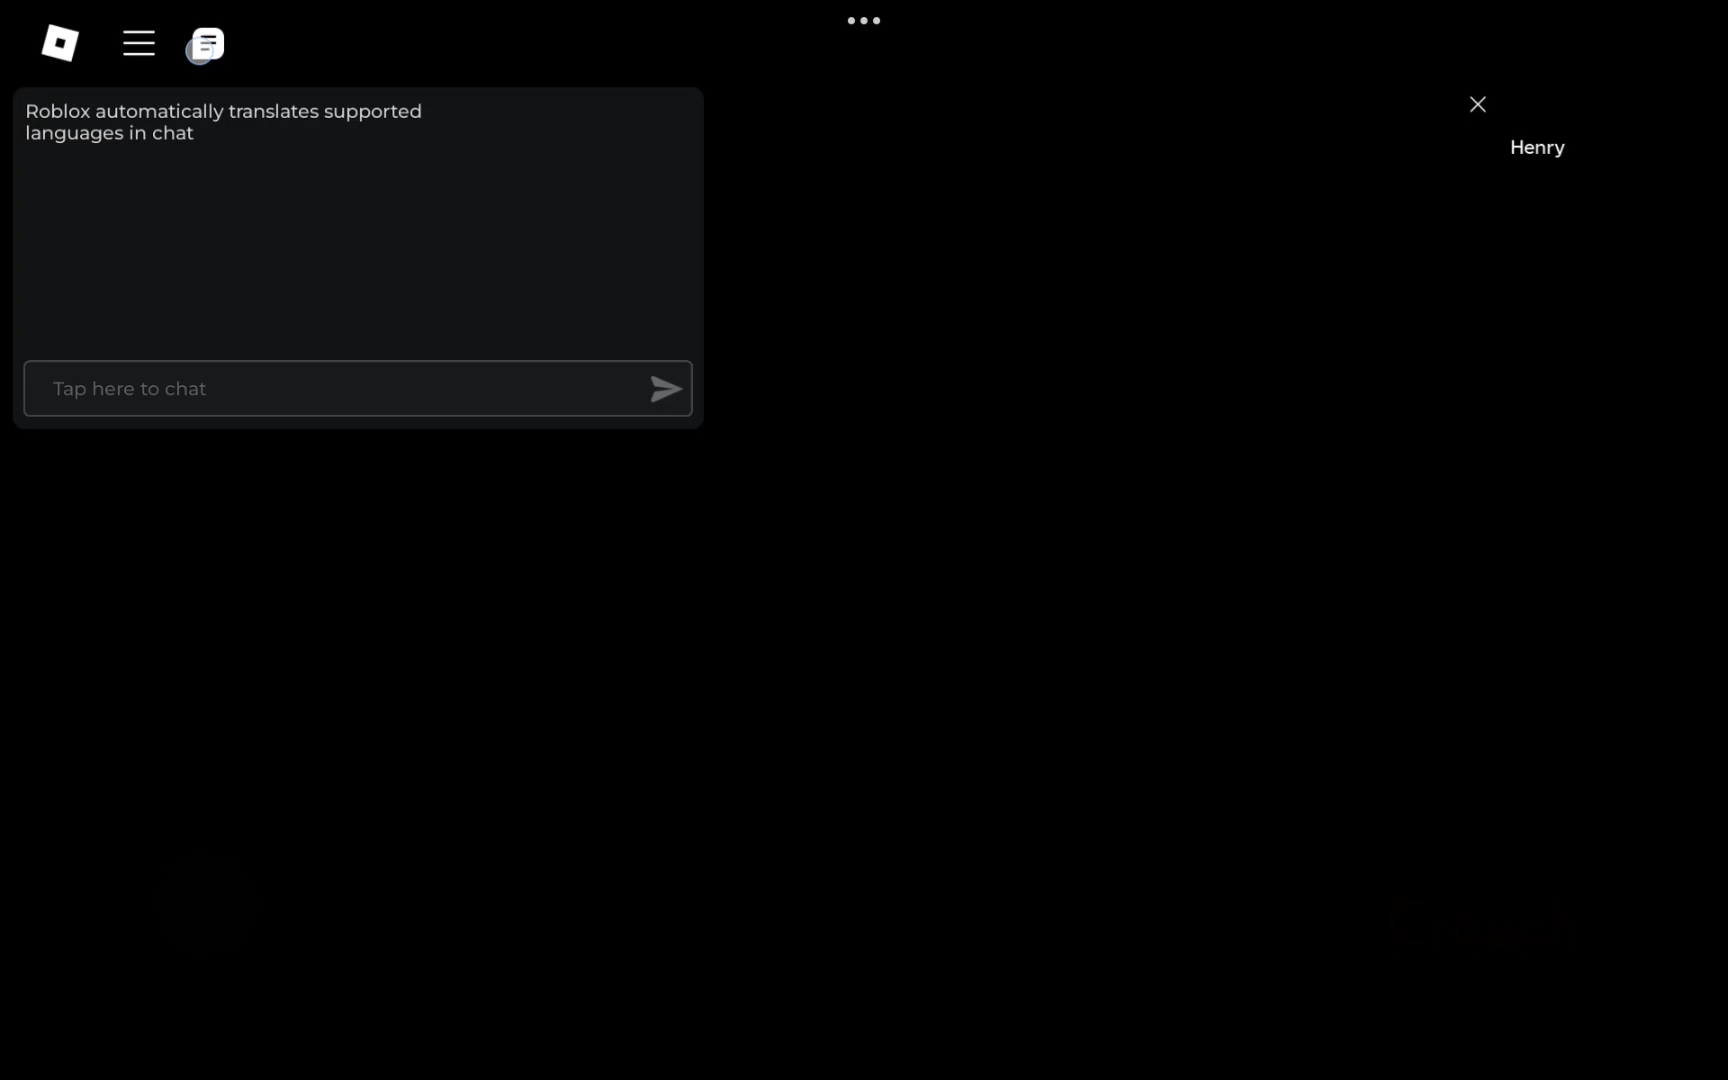 Roblox automatically translates supported
languages in chat
Henry
Tap here to chat